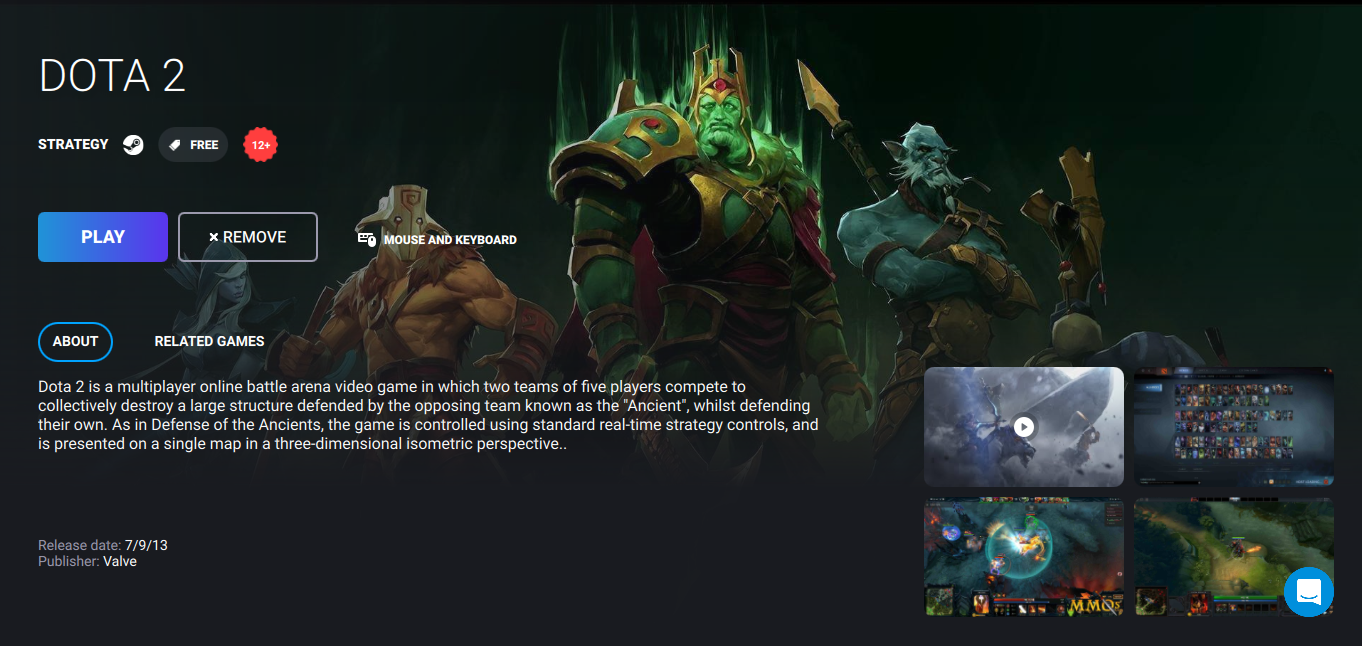 DOTA 2
STRATEGY FREE 12+
PLAY × REMOVE MOUSE AND KEYBOARD
ABOUT RELATED GAMES
Dota 2 is a multiplayer online battle arena video game in which two teams of five players compete to
collectively destroy a large structure defended by the opposing team known as the "Ancient", whilst defending
their own. As in Defense of the Ancients, the game is controlled using standard real-time strategy controls, and
is presented on a single map in a three-dimensional isometric perspective..
Release date: 7/9/13
Publisher: Valve